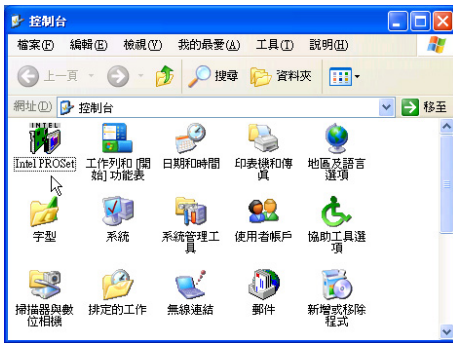 控制台
檔案(F) 編輯(E) 檢視(V) 我的最愛(A) 工具(T) 說明(H)
上一頁 搜尋 資料夾
網址(D) 控制台 移至
INTEL
Intel PROSet 工作列和 [開始] 功能表 日期和時間 印表機和傳真 地區及語言選項
字型 系統 系統管理工具 使用者帳戶 協助工具選項
掃描器與數位相機 排定的工作 無線連結 郵件 新增或移除程式